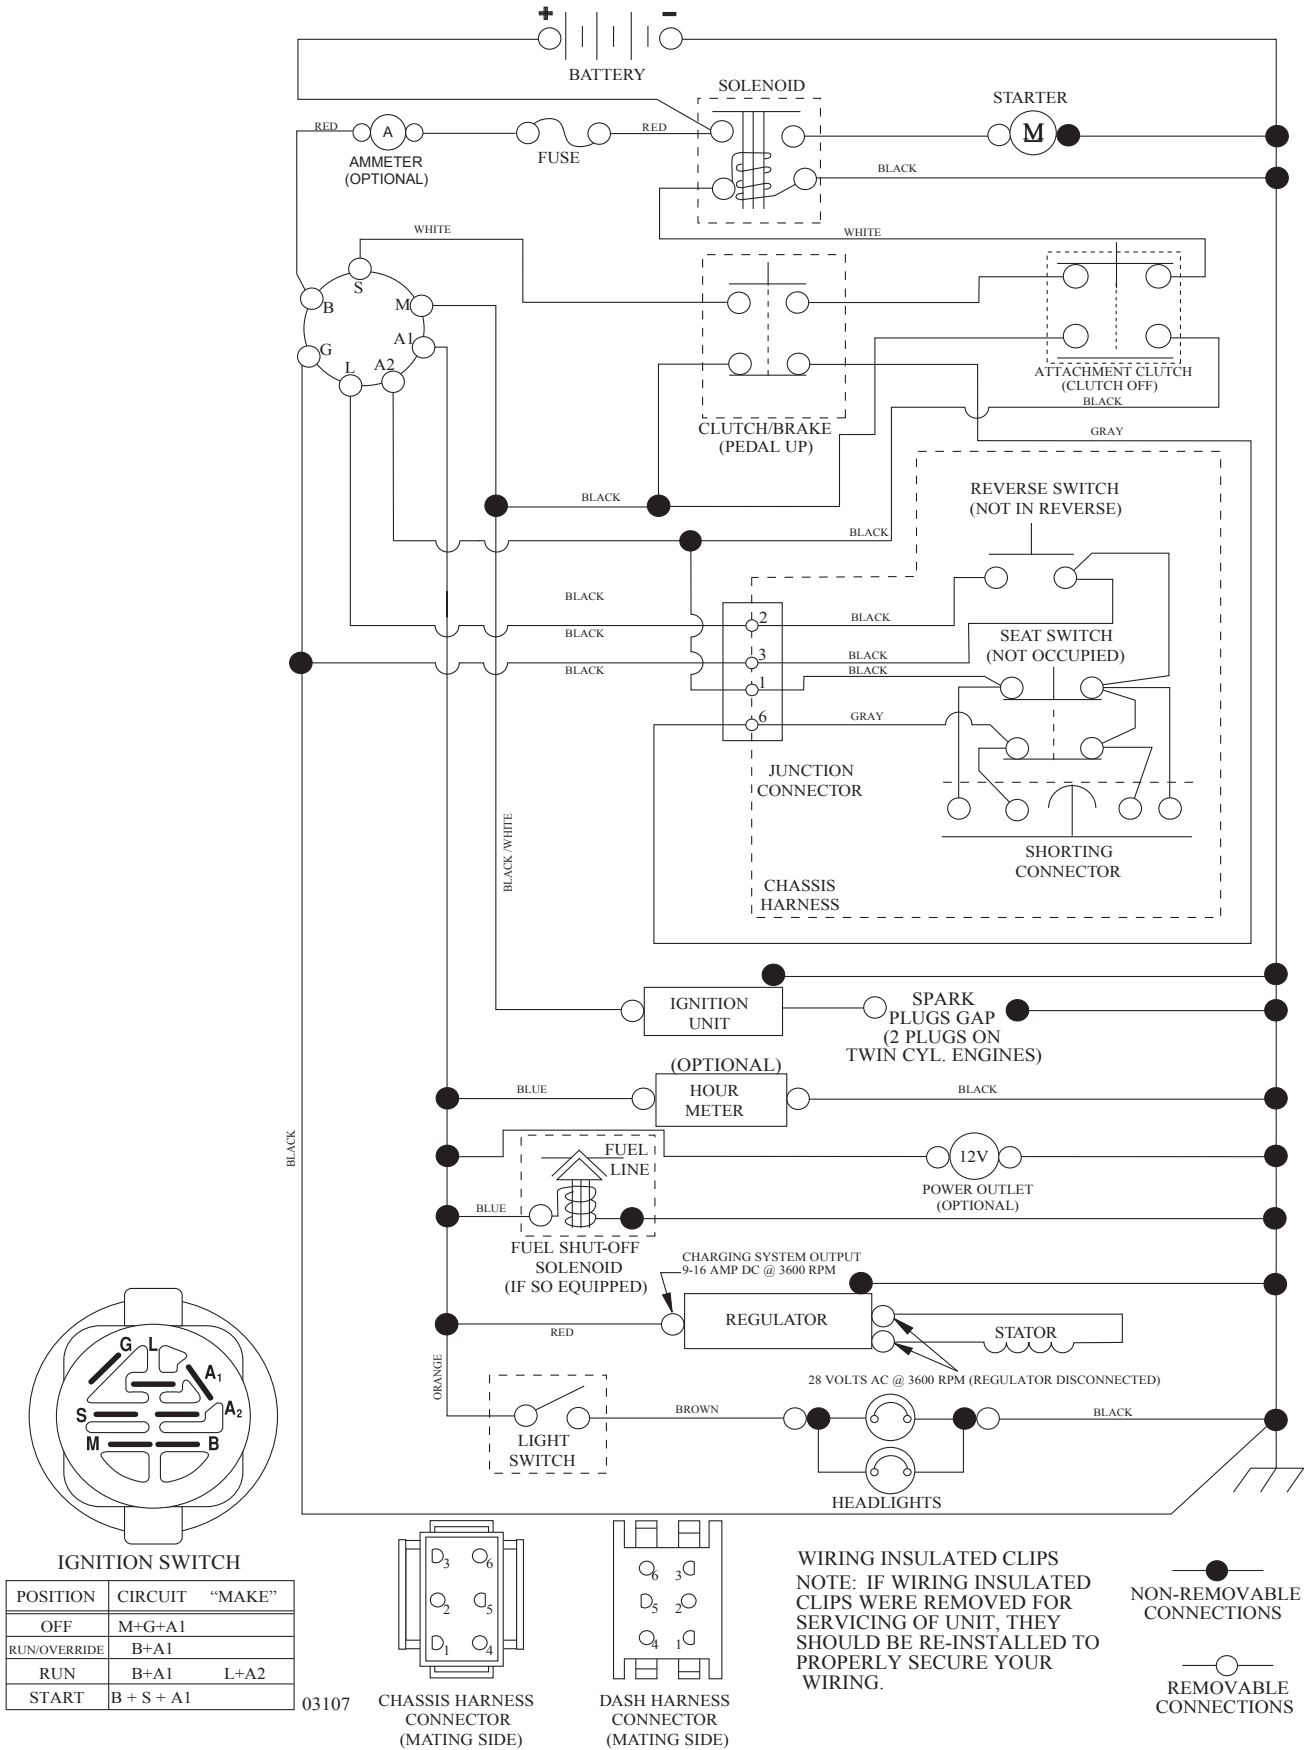 + −
BATTERY
SOLENOID
STARTER
M
RED
A
AMMETER
(OPTIONAL)
FUSE
RED
BLACK
WHITE
WHITE
S
B
M
G
A1
L
A2
ATTACHMENT CLUTCH
(CLUTCH OFF)
BLACK
CLUTCH/BRAKE
(PEDAL UP)
GRAY
REVERSE SWITCH
(NOT IN REVERSE)
BLACK
BLACK
BLACK
BLACK
BLACK
2
BLACK
SEAT SWITCH
(NOT OCCUPIED)
3
BLACK
BLACK
1
BLACK
6
GRAY
JUNCTION
CONNECTOR
SHORTING
CONNECTOR
CHASSIS
HARNESS
BLACK /WHITE
IGNITION
UNIT
SPARK
PLUGS GAP
(2 PLUGS ON
TWIN CYL. ENGINES)
(OPTIONAL)
BLUE
HOUR
METER
BLACK
BLACK
FUEL
LINE
12V
POWER OUTLET
(OPTIONAL)
BLUE
FUEL SHUT-OFF
SOLENOID
(IF SO EQUIPPED)
CHARGING SYSTEM OUTPUT
9-16 AMP DC @ 3600 RPM
RED
REGULATOR
STATOR
28 VOLTS AC @ 3600 RPM (REGULATOR DISCONNECTED)
ORANGE
BROWN
BLACK
LIGHT
SWITCH
HEADLIGHTS
G L
A1
S
A2
M
B
IGNITION SWITCH
POSITION CIRCUIT "MAKE"
OFF M+G+A1
RUN/OVERRIDE B+A1
RUN B+A1 L+A2
START B + S + A1
03107
3 6
2 5
1 4
CHASSIS HARNESS
CONNECTOR
(MATING SIDE)
6 3
5 2
4 1
DASH HARNESS
CONNECTOR
(MATING SIDE)
WIRING INSULATED CLIPS
NOTE: IF WIRING INSULATED
CLIPS WERE REMOVED FOR
SERVICING OF UNIT, THEY
SHOULD BE RE-INSTALLED TO
PROPERLY SECURE YOUR
WIRING.
NON-REMOVABLE
CONNECTIONS
REMOVABLE
CONNECTIONS